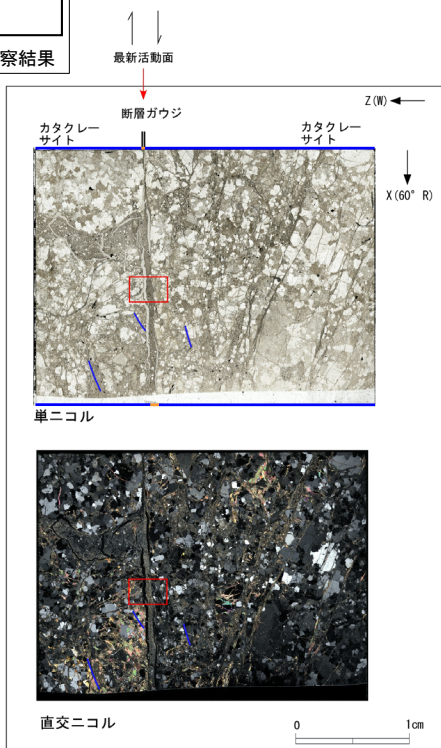 察結果
最新活動面
断層ガウジ
Z(W)
カタクレー
サイト
カタクレー
サイト
X(60° R)
単ニコル
直交ニコル
0
1cm